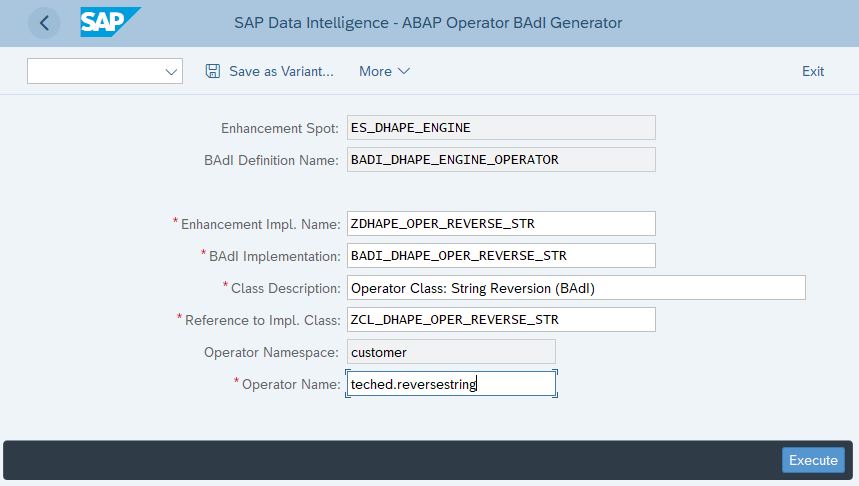 SAP SAP Data Intelligence - ABAP Operator BAdI Generator
Save as Variant... More Exit
Enhancement Spot: ES_DHAPE_ENGINE
BAdI Definition Name: BADI_DHAPE_ENGINE_OPERATOR
* Enhancement Impl. Name: ZDHAPE_OPER_REVERSE_STR
* BAdI Implementation: BADI_DHAPE_OPER_REVERSE_STR
* Class Description: Operator Class: String Reversion (BAdI)
* Reference to Impl. Class: ZCL_DHAPE_OPER_REVERSE_STR
Operator Namespace: customer
* Operator Name: teched.reversestring
Execute